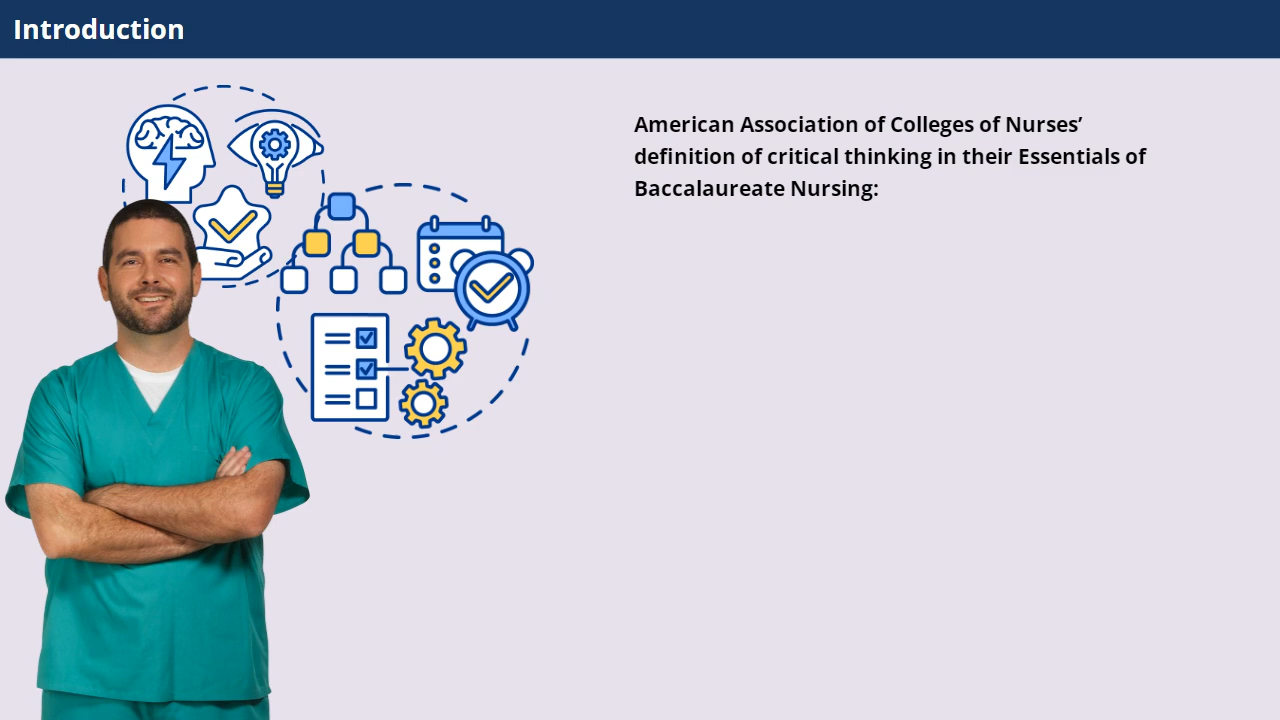 Introduction
American Association of Colleges of Nurses’
definition of critical thinking in their Essentials of
Baccalaureate Nursing: